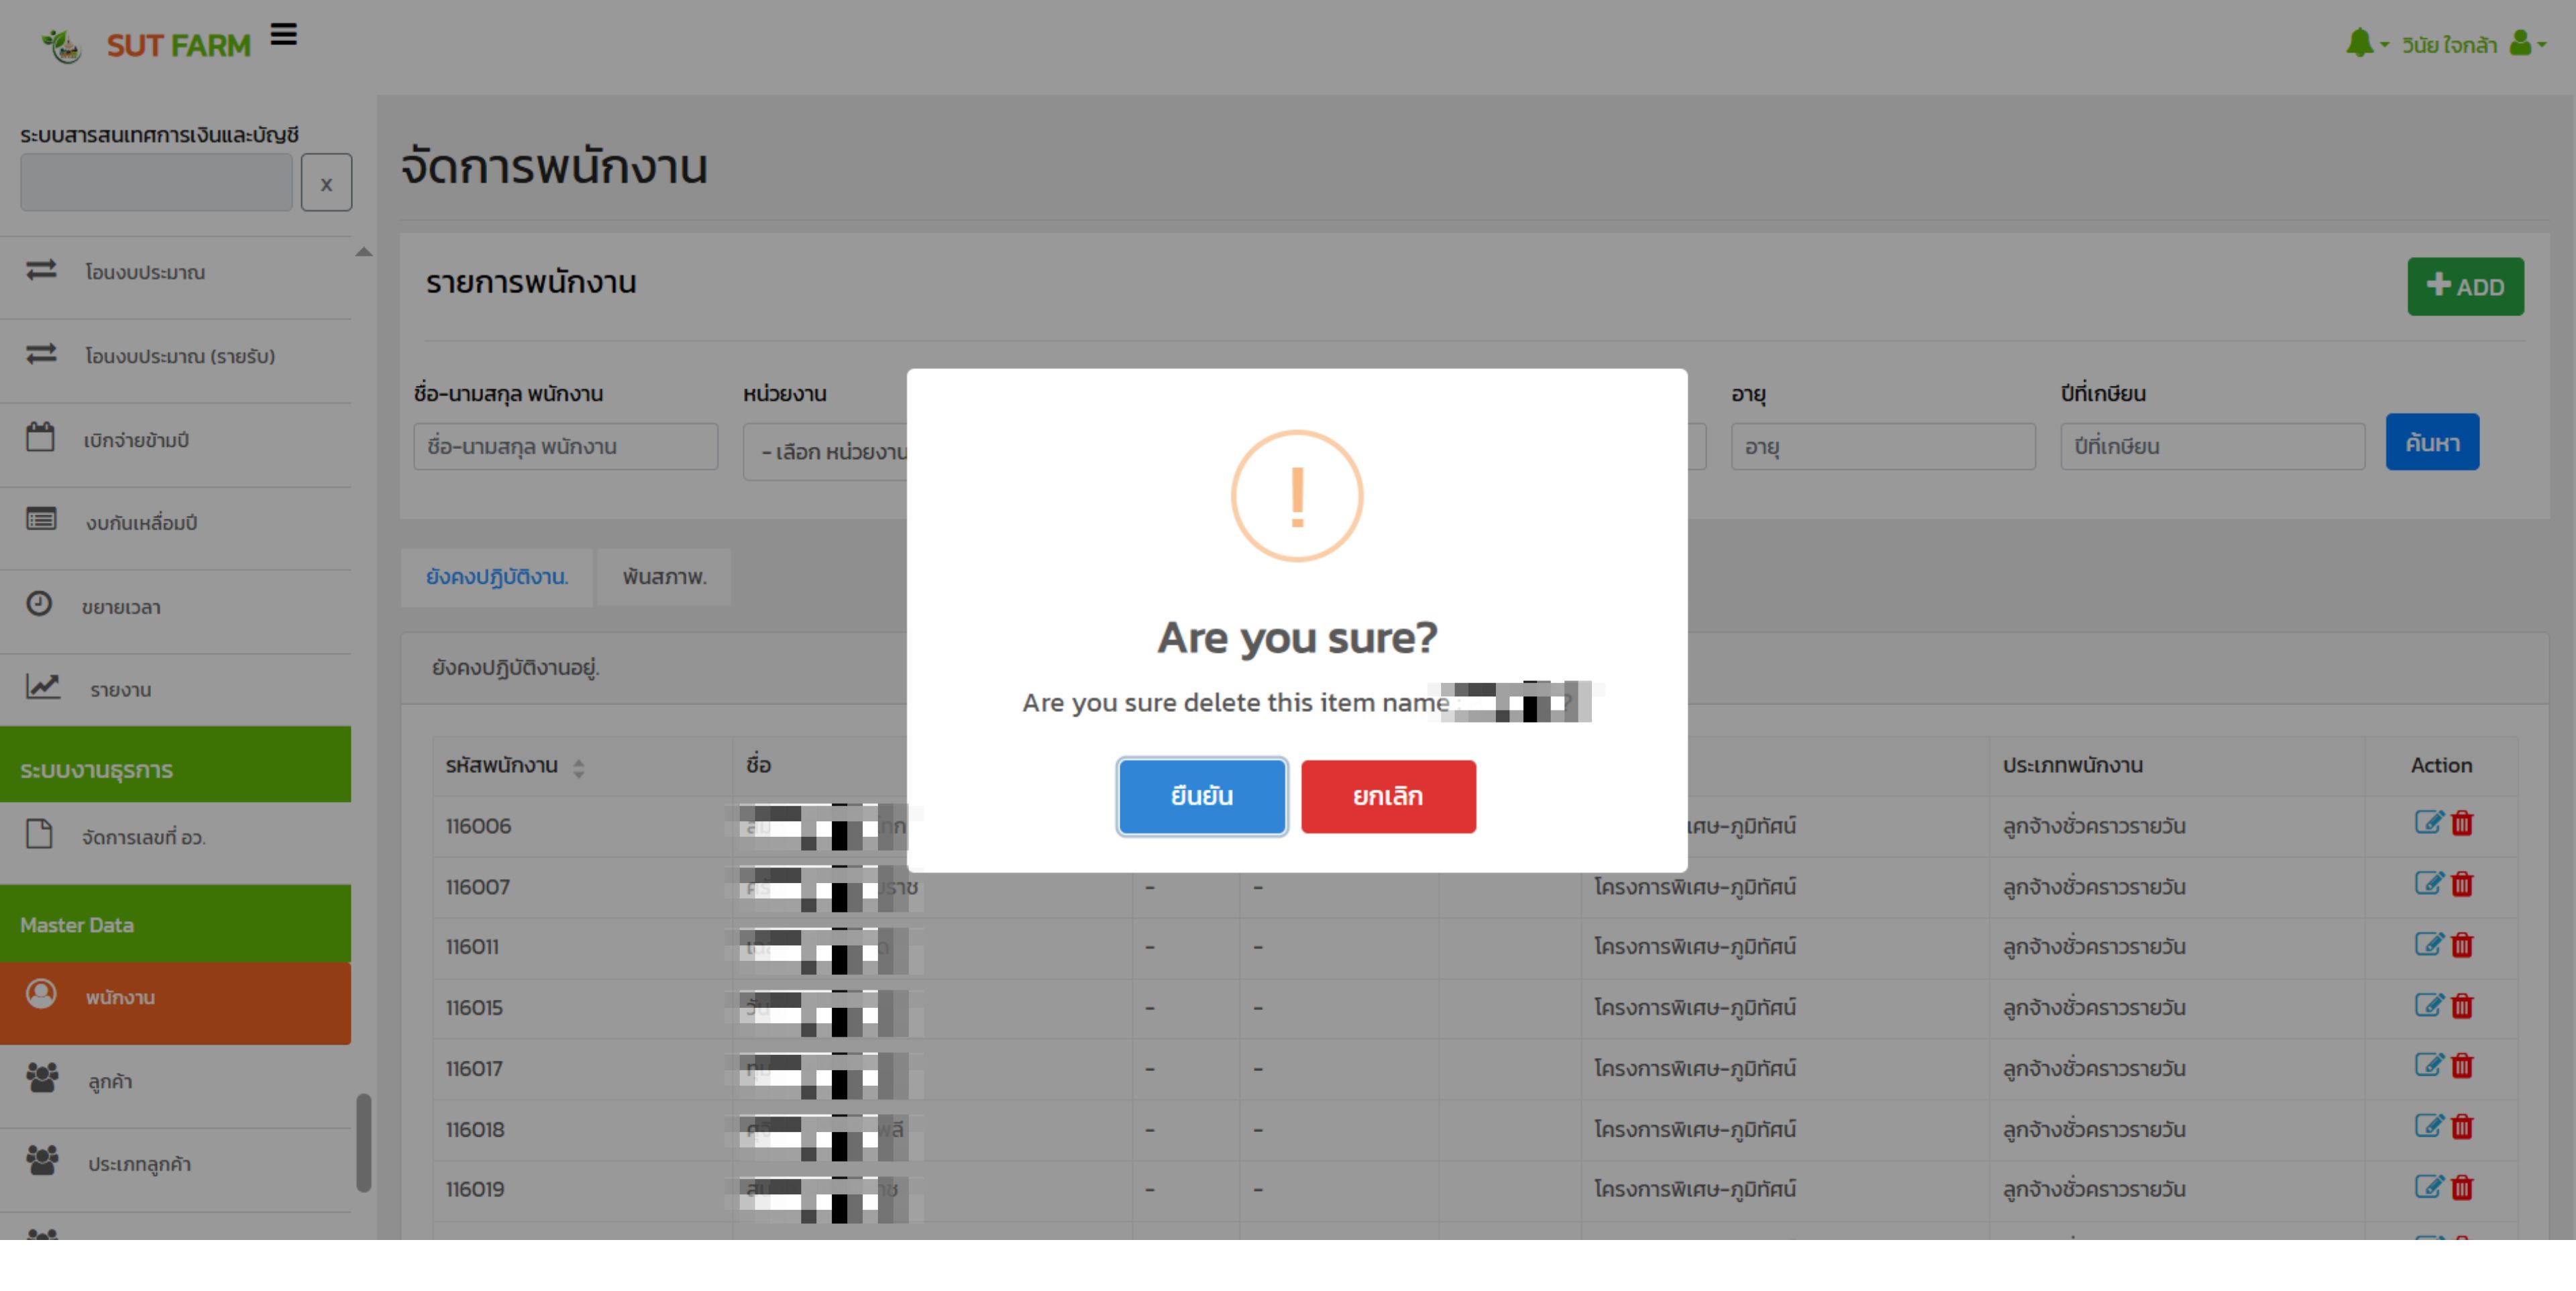 SUT FARM
วินัย ใจกล้า
ระบบสารสนเทศการเงินและบัญชี
x
โอนงบประมาณ
โอนงบประมาณ (รายรับ)
เบิกจ่ายข้ามปี
งบกันเหลื่อมปี
ขยายเวลา
รายงาน
ระบบงานธุรการ
จัดการเลขที่ อว.
Master Data
พนักงาน
ลูกค้า
ประเภทลูกค้า
จัดการพนักงาน
รายการพนักงาน
ADD
ชื่อ-นามสกุล พนักงาน หน่วยงาน อายุ ปีที่เกษียน
ชื่อ-นามสกุล พนักงาน - เลือก หน่วยงาน อายุ ปีที่เกษียน ค้นหา
ยังคงปฏิบัติงาน. พ้นสภาพ.
ยังคงปฏิบัติงานอยู่.
Are you sure?
Are you sure delete this item name : ?
ยืนยัน ยกเลิก
รหัสพนักงาน ชื่อ ประเภทพนักงาน Action
116006 เศษ-ภูมิทัศน์ ลูกจ้างชั่วคราวรายวัน
116007 - - โครงการพิเศษ-ภูมิทัศน์ ลูกจ้างชั่วคราวรายวัน
116011 - - โครงการพิเศษ-ภูมิทัศน์ ลูกจ้างชั่วคราวรายวัน
116015 - - โครงการพิเศษ-ภูมิทัศน์ ลูกจ้างชั่วคราวรายวัน
116017 - - โครงการพิเศษ-ภูมิทัศน์ ลูกจ้างชั่วคราวรายวัน
116018 - - โครงการพิเศษ-ภูมิทัศน์ ลูกจ้างชั่วคราวรายวัน
116019 - - โครงการพิเศษ-ภูมิทัศน์ ลูกจ้างชั่วคราวรายวัน